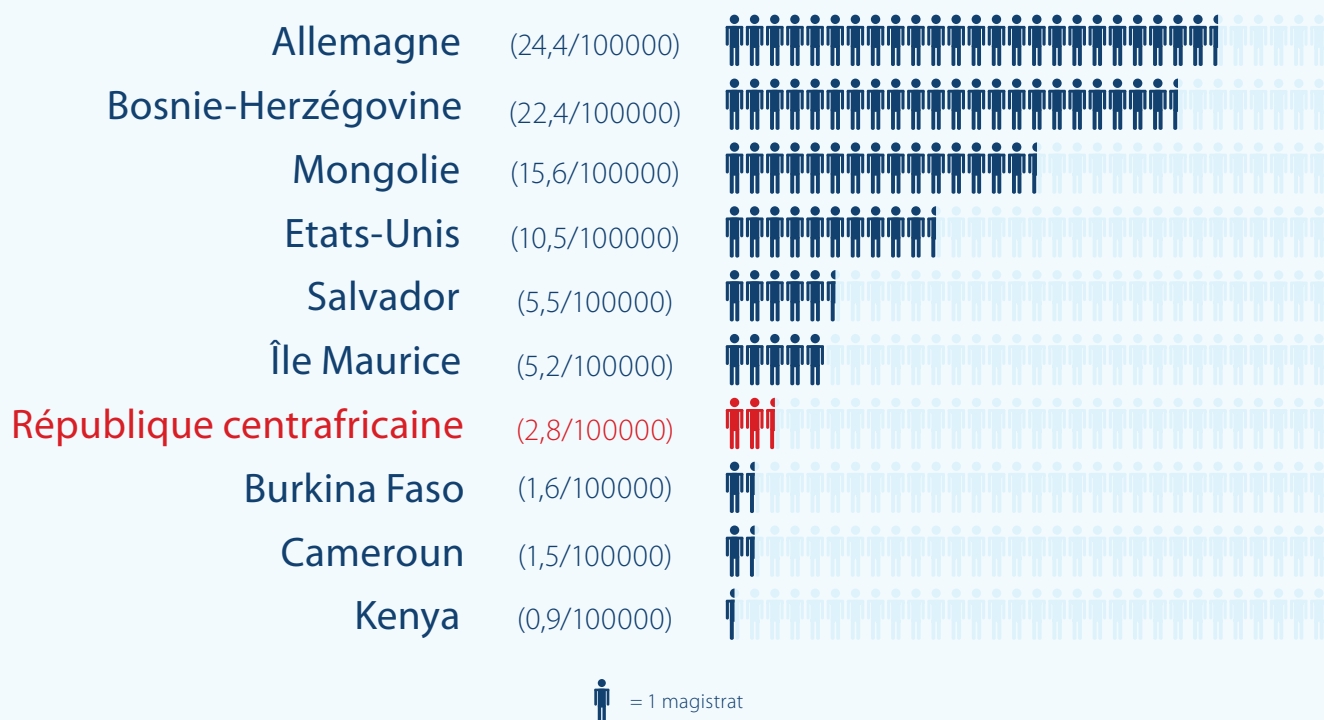 Allemagne (24,4/100000)
Bosnie-Herzégovine (22,4/100000)
Mongolie (15,6/100000)
Etats-Unis (10,5/100000)
Salvador (5,5/100000)
Île Maurice (5,2/100000)
République centrafricaine (2,8/100000)
Burkina Faso (1,6/100000)
Cameroun (1,5/100000)
Kenya (0,9/100000)
= 1 magistrat